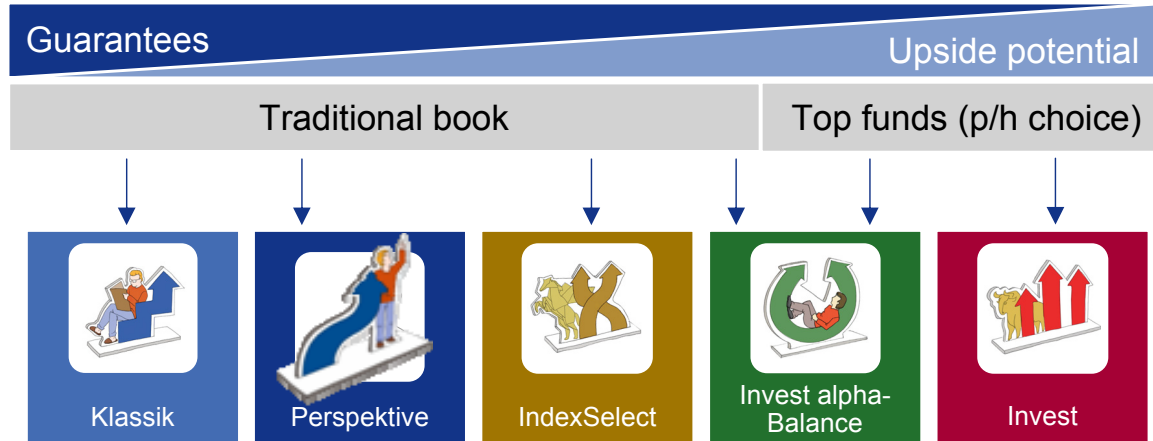 Guarantees
Upside potential
Traditional book
Top funds (p/h choice)
Klassik
Perspektive
IndexSelect
Invest alpha-
Balance
Invest